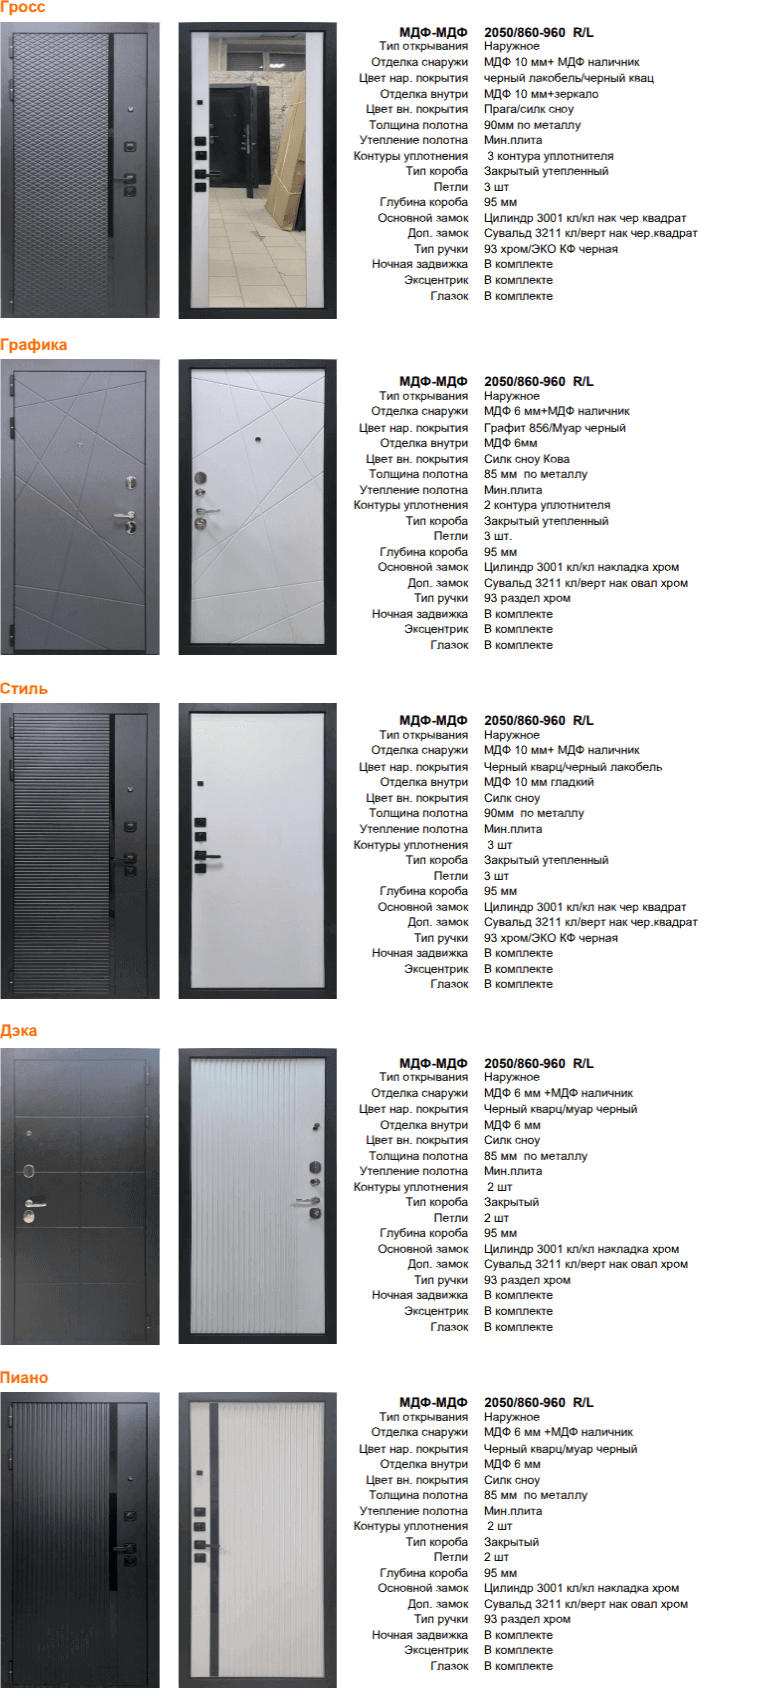 Гросс
МДФ-МДФ 2050/860-960 R/L
Тип открывания Наружное
Отделка снаружи МДФ 10 мм+ МДФ наличник
Цвет нар. покрытия черный лакобель/черный квац
Отделка внутри МДФ 10 мм+зеркало
Цвет вн. покрытия Прага/силк сноу
Толщина полотна 90мм по металлу
Утепление полотна Мин.плита
Контуры уплотнения 3 контура уплотнителя
Тип короба Закрытый утепленный
Петли 3 шт
Глубина короба 95 мм
Основной замок Цилиндр 3001 кл/кл нак чер квадрат
Доп. замок Сувальд 3211 кл/верт нак чер.квадрат
Тип ручки 93 хром/ЭКО КФ черная
Ночная задвижка В комплекте
Эксцентрик В комплекте
Глазок В комплекте
Графика
МДФ-МДФ 2050/860-960 R/L
Тип открывания Наружное
Отделка снаружи МДФ 6 мм+МДФ наличник
Цвет нар. покрытия Графит 856/Муар черный
Отделка внутри МДФ 6мм
Цвет вн. покрытия Силк сноу Кова
Толщина полотна 85 мм по металлу
Утепление полотна Мин.плита
Контуры уплотнения 2 контура уплотнителя
Тип короба Закрытый утепленный
Петли 3 шт.
Глубина короба 95 мм
Основной замок Цилиндр 3001 кл/кл накладка хром
Доп. замок Сувальд 3211 кл/верт нак овал хром
Тип ручки 93 раздел хром
Ночная задвижка В комплекте
Эксцентрик В комплекте
Глазок В комплекте
Стиль
МДФ-МДФ 2050/860-960 R/L
Тип открывания Наружное
Отделка снаружи МДФ 10 мм+ МДФ наличник
Цвет нар. покрытия Черный кварц/черный лакобель
Отделка внутри МДФ 10 мм гладкий
Цвет вн. покрытия Силк сноу
Толщина полотна 90мм по металлу
Утепление полотна Мин.плита
Контуры уплотнения 3 шт
Тип короба Закрытый утепленный
Петли 3 шт
Глубина короба 95 мм
Основной замок Цилиндр 3001 кл/кл нак чер квадрат
Доп. замок Сувальд 3211 кл/верт нак чер.квадрат
Тип ручки 93 хром/ЭКО КФ черная
Ночная задвижка В комплекте
Эксцентрик В комплекте
Глазок В комплекте
Дэка
МДФ-МДФ 2050/860-960 R/L
Тип открывания Наружное
Отделка снаружи МДФ 6 мм +МДФ наличник
Цвет нар. покрытия Черный кварц/муар черный
Отделка внутри МДФ 6 мм
Цвет вн. покрытия Силк сноу
Толщина полотна 85 мм по металлу
Утепление полотна Мин.плита
Контуры уплотнения 2 шт
Тип короба Закрытый
Петли 2 шт
Глубина короба 95 мм
Основной замок Цилиндр 3001 кл/кл накладка хром
Доп. замок Сувальд 3211 кл/верт нак овал хром
Тип ручки 93 раздел хром
Ночная задвижка В комплекте
Эксцентрик В комплекте
Глазок В комплекте
Пиано
МДФ-МДФ 2050/860-960 R/L
Тип открывания Наружное
Отделка снаружи МДФ 6 мм +МДФ наличник
Цвет нар. покрытия Черный кварц/муар черный
Отделка внутри МДФ 6 мм
Цвет вн. покрытия Силк сноу
Толщина полотна 85 мм по металлу
Утепление полотна Мин.плита
Контуры уплотнения 2 шт
Тип короба Закрытый
Петли 2 шт
Глубина короба 95 мм
Основной замок Цилиндр 3001 кл/кл накладка хром
Доп. замок Сувальд 3211 кл/верт нак овал хром
Тип ручки 93 раздел хром
Ночная задвижка В комплекте
Эксцентрик В комплекте
Глазок В комплекте